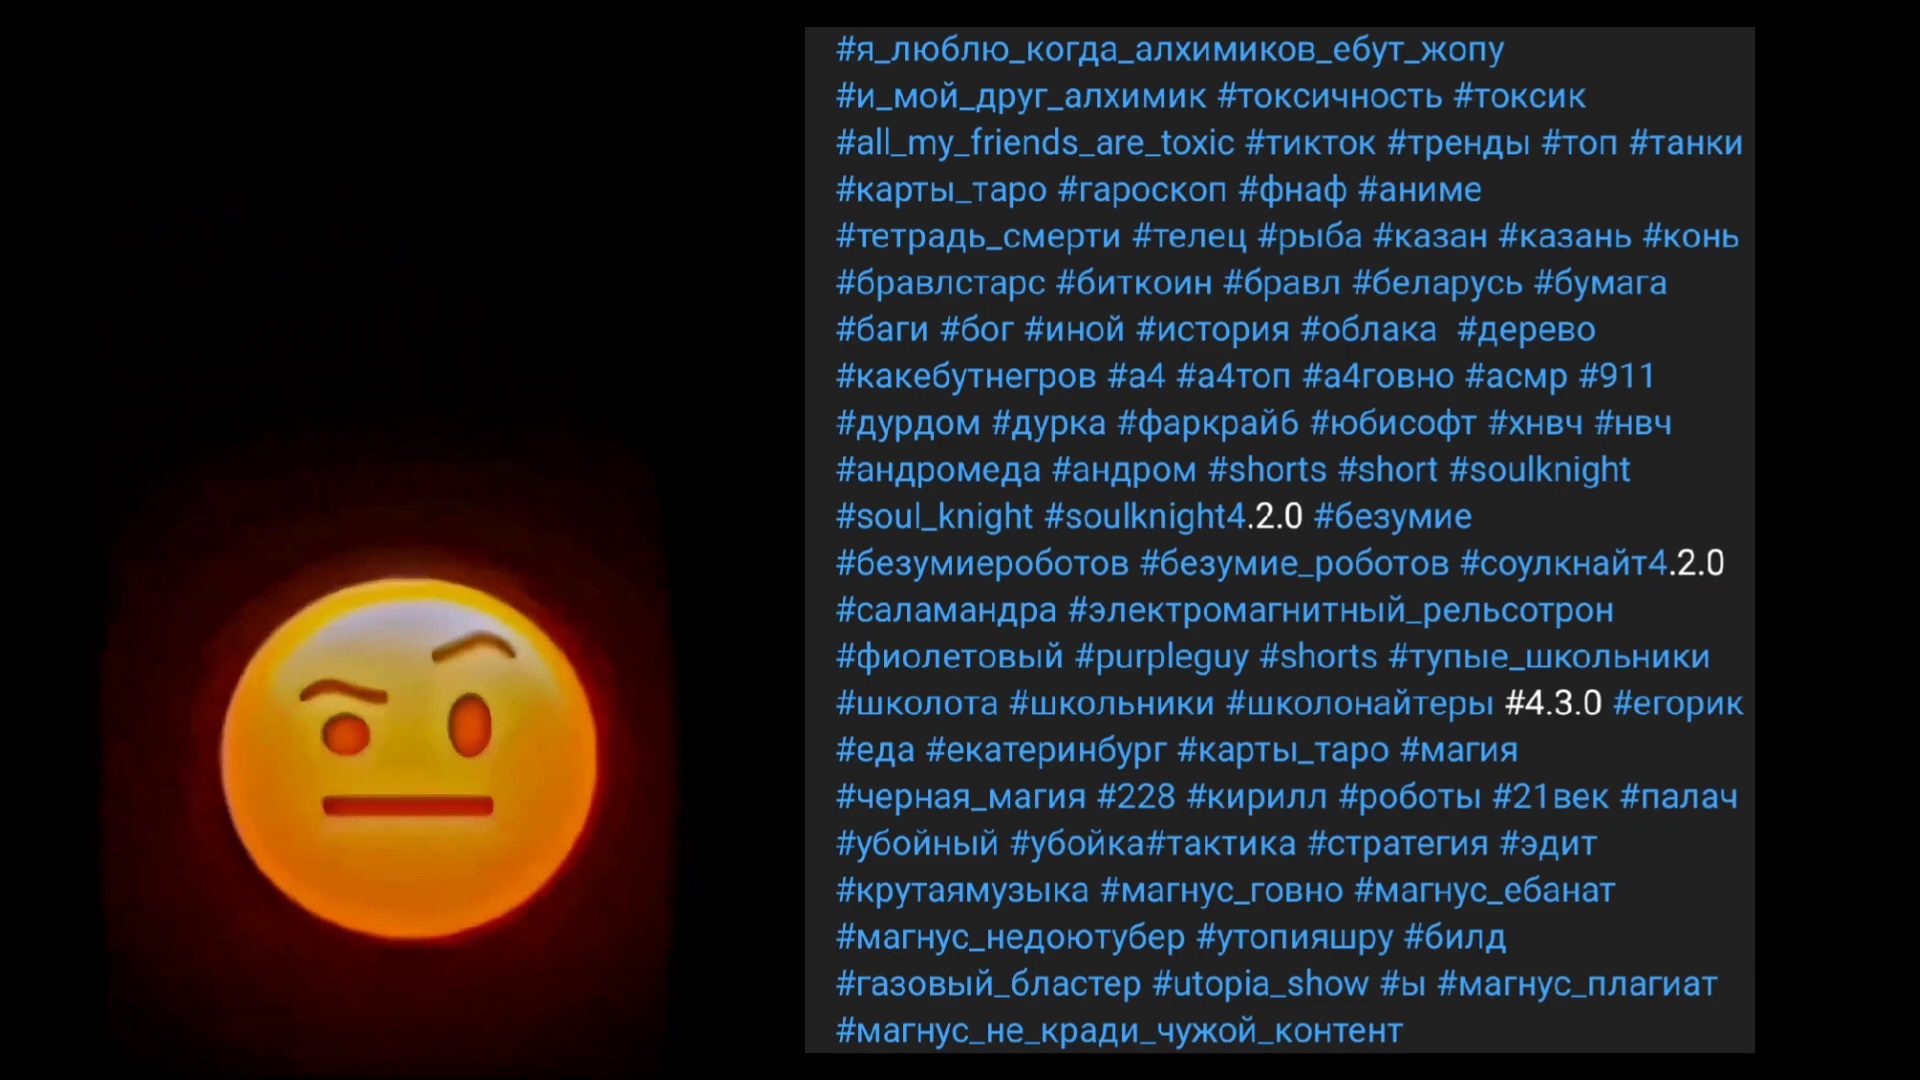 #я_люблю_когда_алхимиков_ебут_жопу
#и_мой_друг_алхимик #токсичность #токсик
#all_my_friends_are_toxic #тикток #тренды #топ #танки
#карты_таро #гароскоп #фнаф #аниме
#тетрадь_смерти #телец #рыба #казан #казань #конь
#бравлстарс #биткоин #бравл #беларусь #бумага
#баги #бог #иной #история #облака #дерево
#какебутнегров #а4 #а4топ #а4говно #асмр #911
#дурдом #дурка #фаркрай6 #юбисофт #хнвч #нвч
#андромеда #андром #shorts #short #soulknight
#soul_knight #soulknight4.2.0 #безумие
#безумиероботов #безумие_роботов #соулкнайт4.2.0
#саламандра #электромагнитный_рельсотрон
#фиолетовый #purpleguy #shorts #тупые_школьники
#школота #школьники #школонайтеры #4.3.0 #егорик
#еда #екатеринбург #карты_таро #магия
#черная_магия #228 #кирилл #роботы #21век #палач
#убойный #убойка#тактика #стратегия #эдит
#крутаямузыка #магнус_говно #магнус_ебанат
#магнус_недоютубер #утопияшру #билд
#газовый_бластер #utopia_show #ы #магнус_плагиат
#магнус_не_кради_чужой_контент